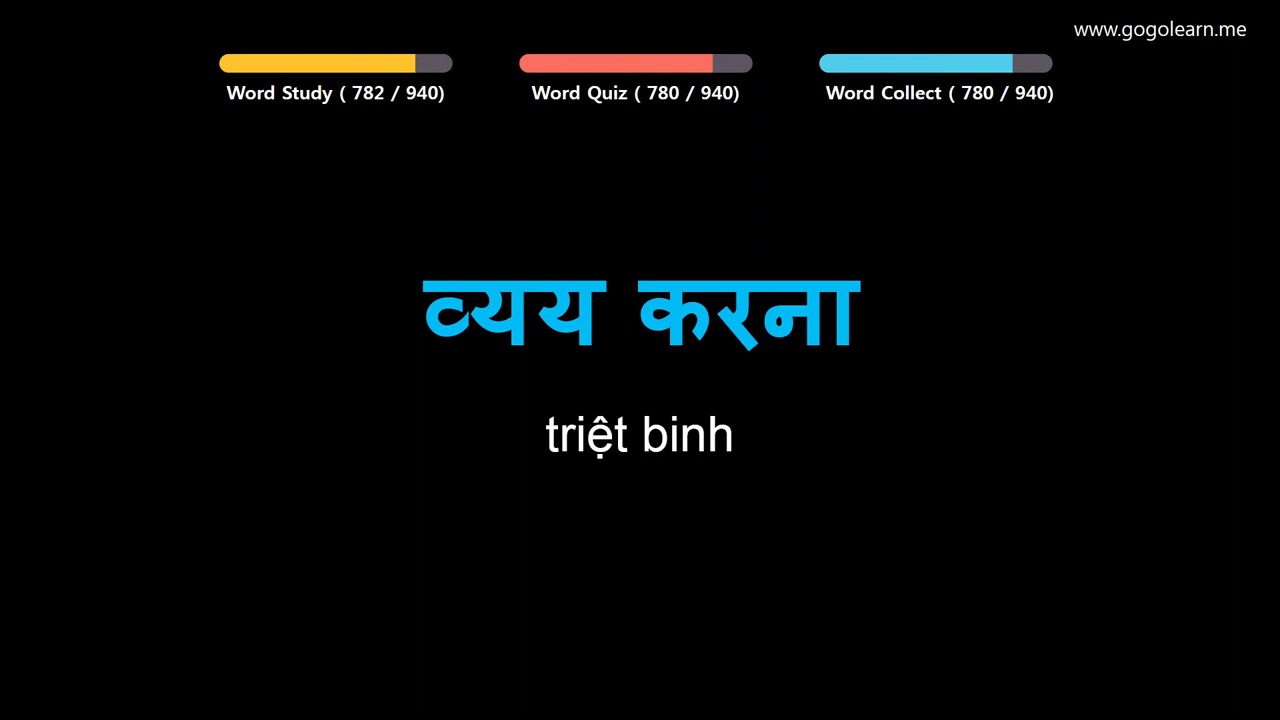 www.gogolearn.me
Word Study ( 782 / 940)
Word Quiz ( 780 / 940)
Word Collect ( 780 / 940)
व्यय करना
triệt binh